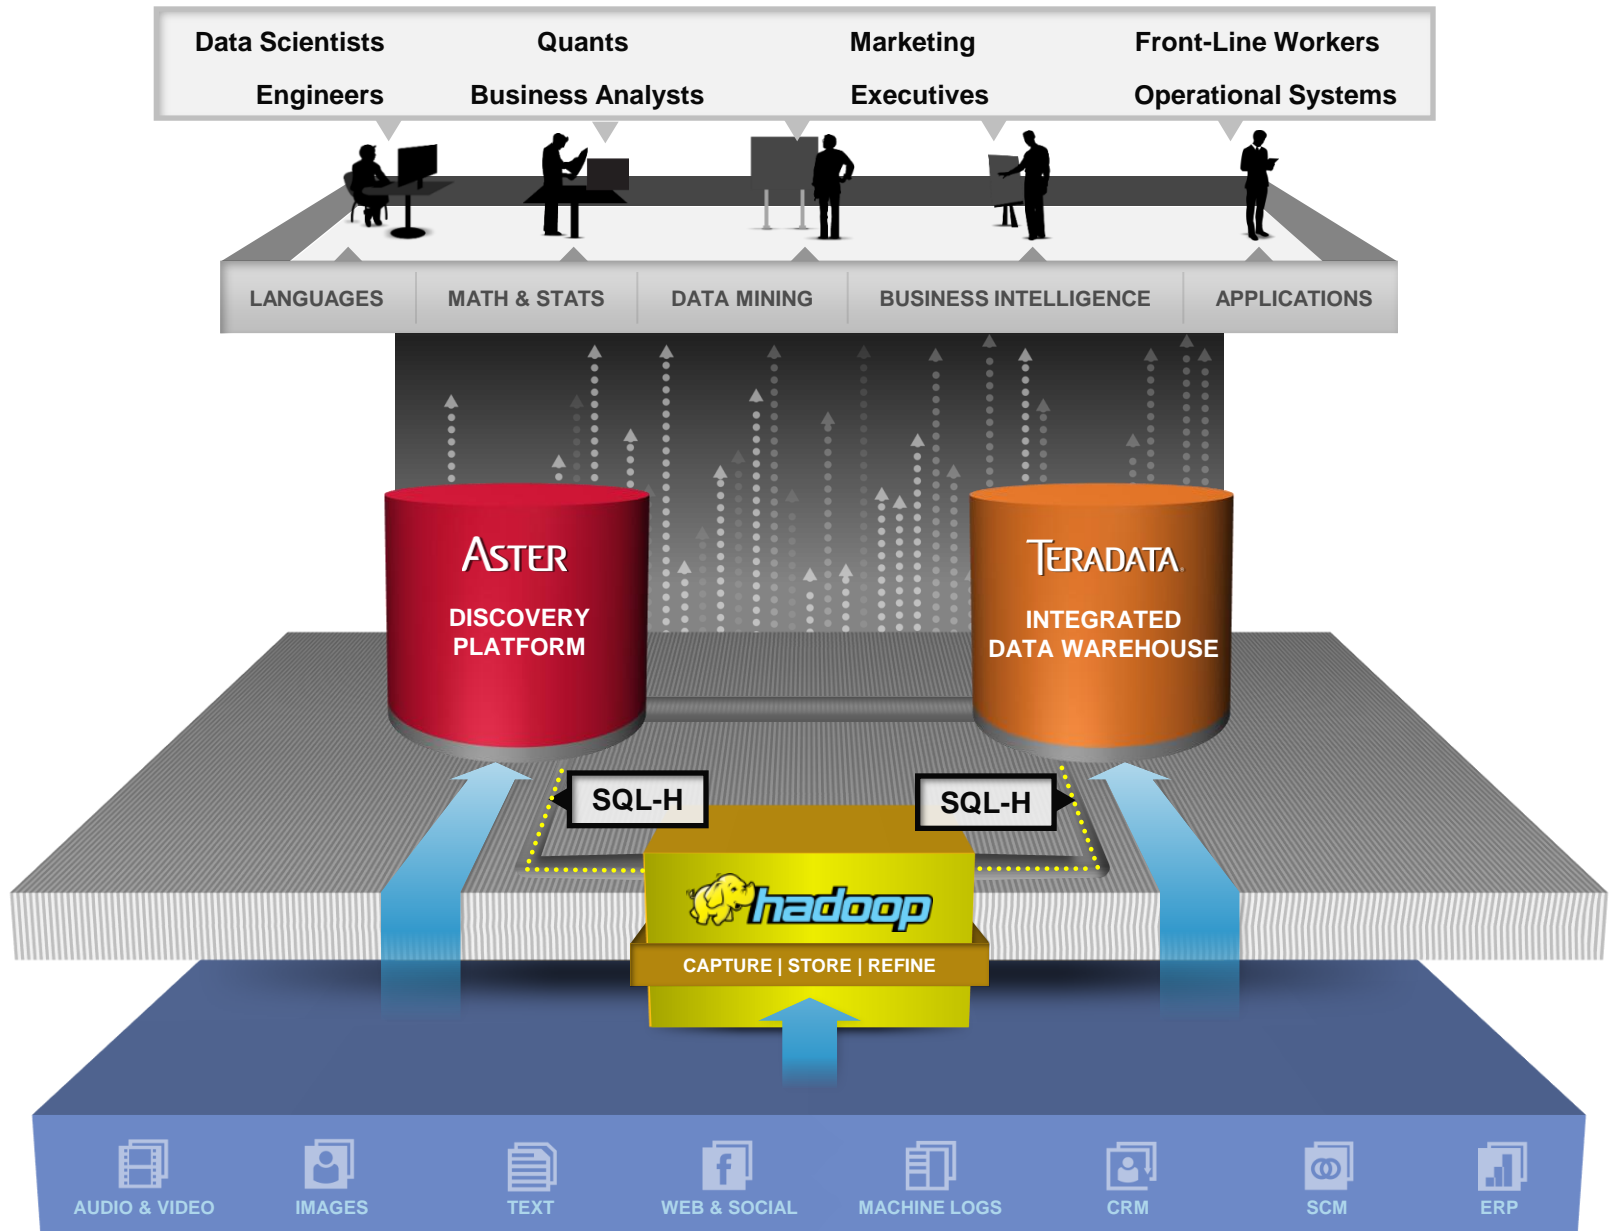 Data Scientists Quants Marketing Front-Line Workers
Engineers Business Analysts Executives Operational Systems
LANGUAGES MATH & STATS DATA MINING BUSINESS INTELLIGENCE APPLICATIONS
ASTER
DISCOVERY
PLATFORM
TERADATA.
INTEGRATED
DATA WAREHOUSE
SQL-H
SQL-H
hadoop
CAPTURE | STORE | REFINE
AUDIO & VIDEO IMAGES TEXT WEB & SOCIAL MACHINE LOGS CRM SCM ERP